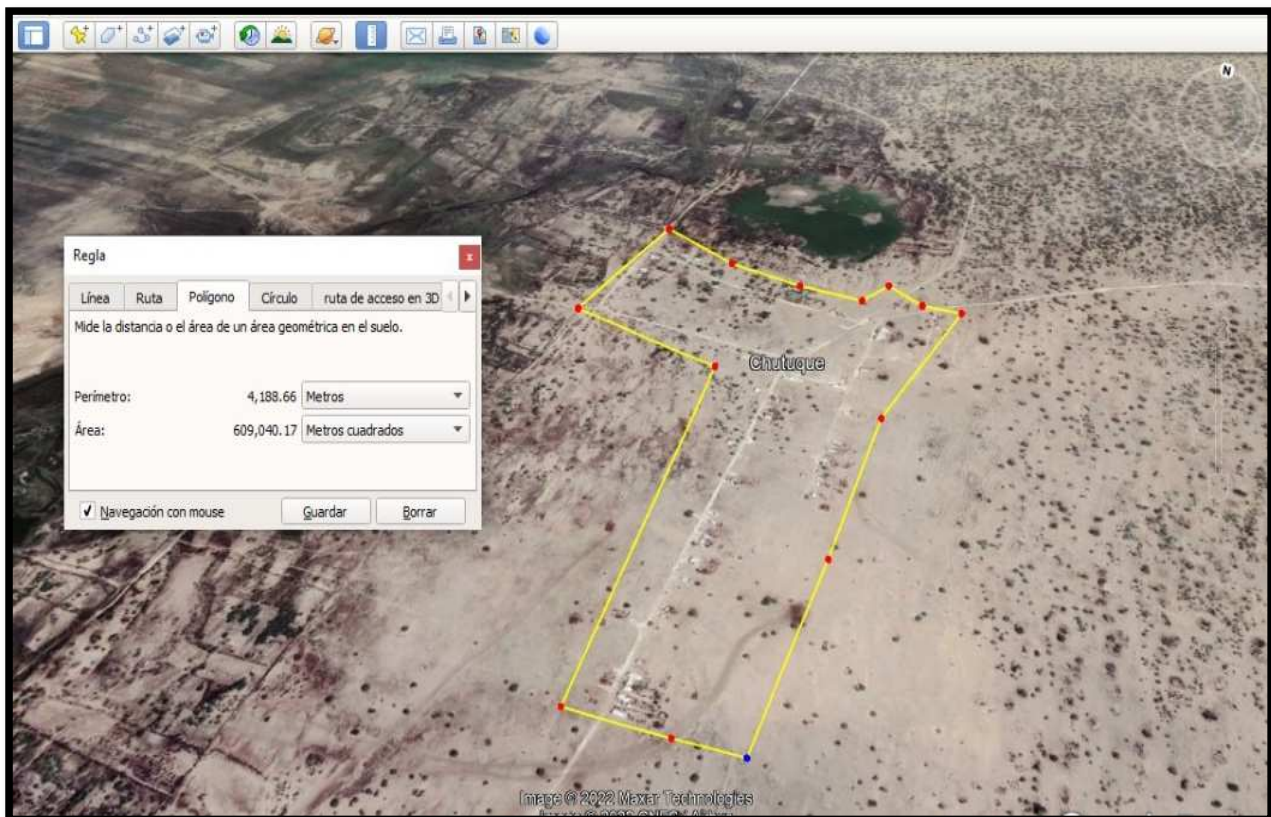 N
Regla
x
Línea Ruta Polígono Círculo ruta de acceso en 3D
Mide la distancia o el área de un área geométrica en el suelo.
Perímetro: 4,188.66 Metros
Área: 609,040.17 Metros cuadrados
Navegación con mouse Guardar Borrar
Chutuque
Image © 2022 Maxar Technologies